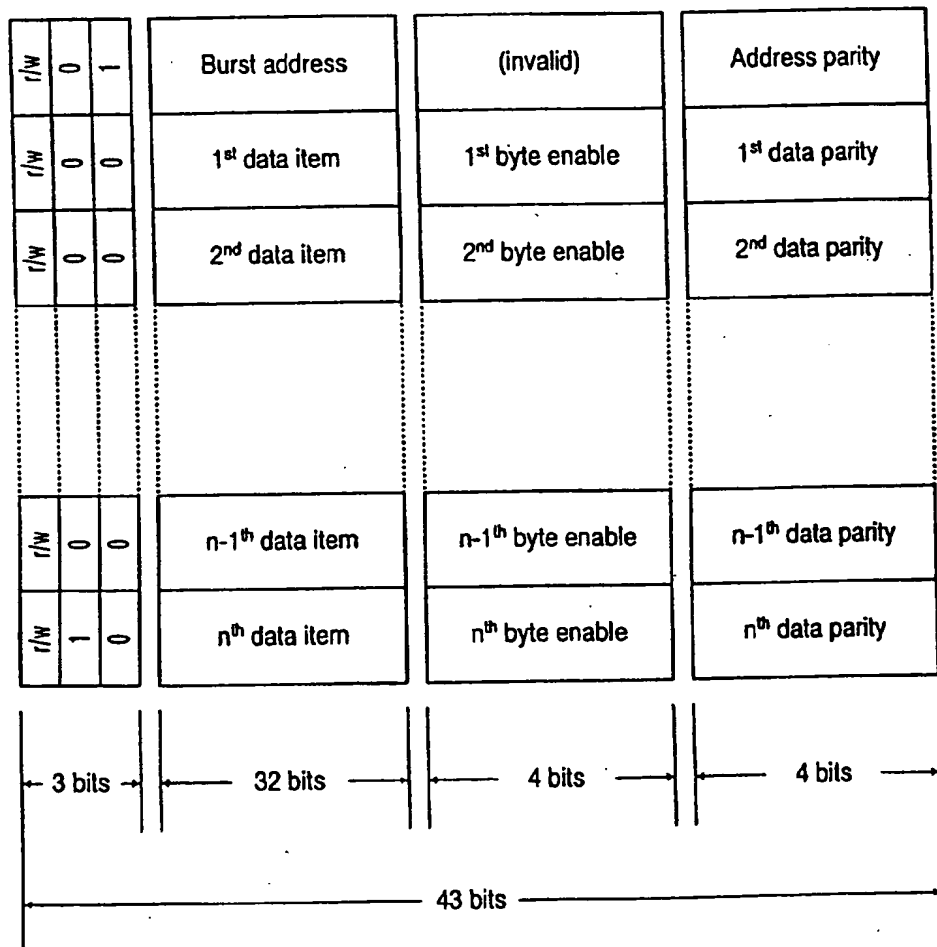 r/w 0 1 Burst address (invalid) Address parity
r/w 0 0 1st data item 1st byte enable 1st data parity
r/w 0 0 2nd data item 2nd byte enable 2nd data parity
r/w 0 0 n-1th data item n-1th byte enable n-1th data parity
r/w 1 0 nth data item nth byte enable nth data parity
3 bits 32 bits 4 bits 4 bits
43 bits